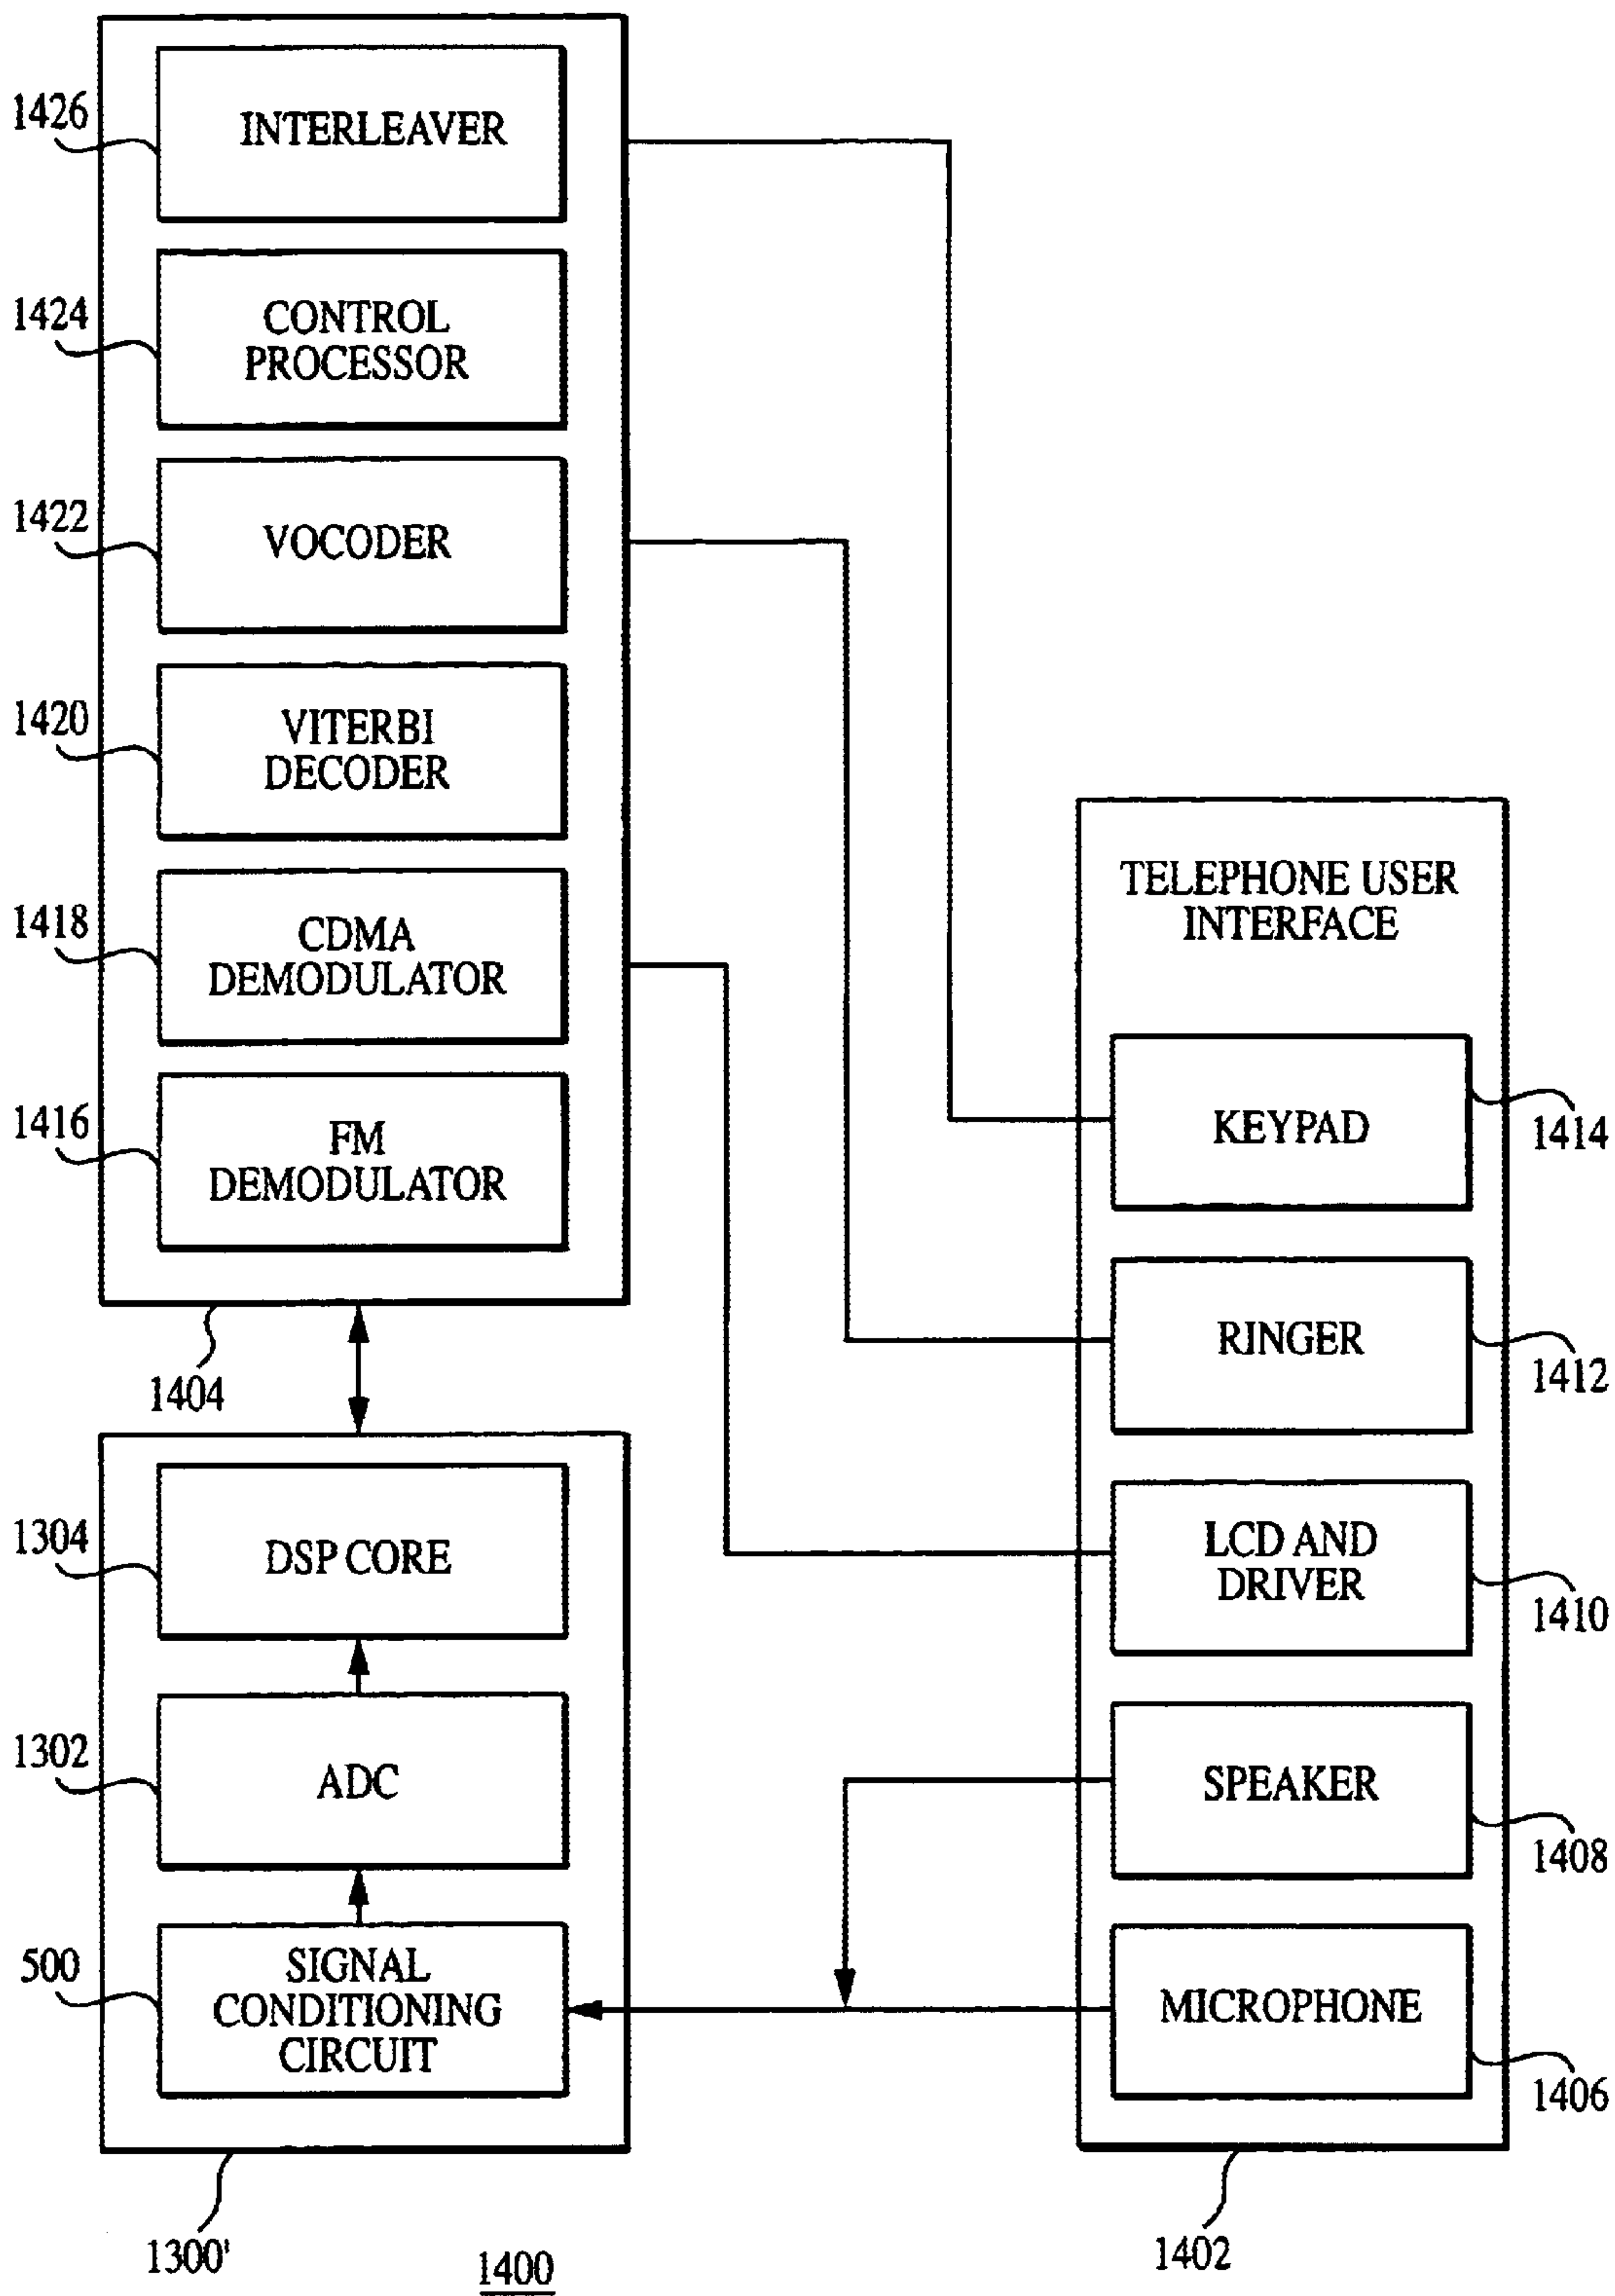 1426
INTERLEAVER
1424
CONTROL
PROCESSOR
1422
VOCODER
1420
VITERBI
DECODER
1418
CDMA
DEMODULATOR
1416
FM
DEMODULATOR
1404
1304
DSP CORE
1302
ADC
500
SIGNAL
CONDITIONING
CIRCUIT
1300'
TELEPHONE USER
INTERFACE
KEYPAD
1414
RINGER
1412
LCD AND
DRIVER
1410
SPEAKER
1408
MICROPHONE
1406
1402
1400